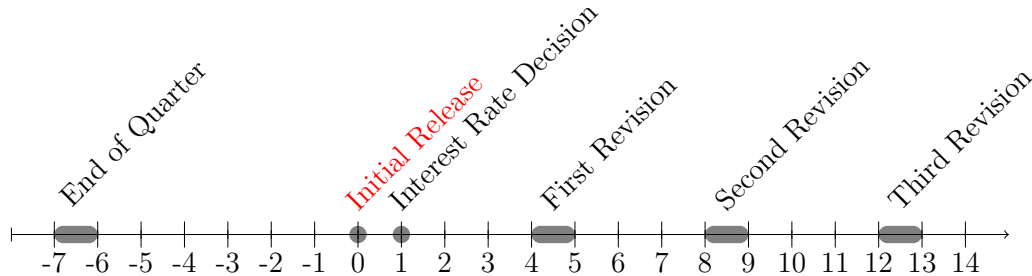 End of Quarter
Initial Release
Interest Rate Decision
First Revision
Second Revision
Third Revision
-7 -6 -5 -4 -3 -2 -1 0 1 2 3 4 5 6 7 8 9 10 11 12 13 14